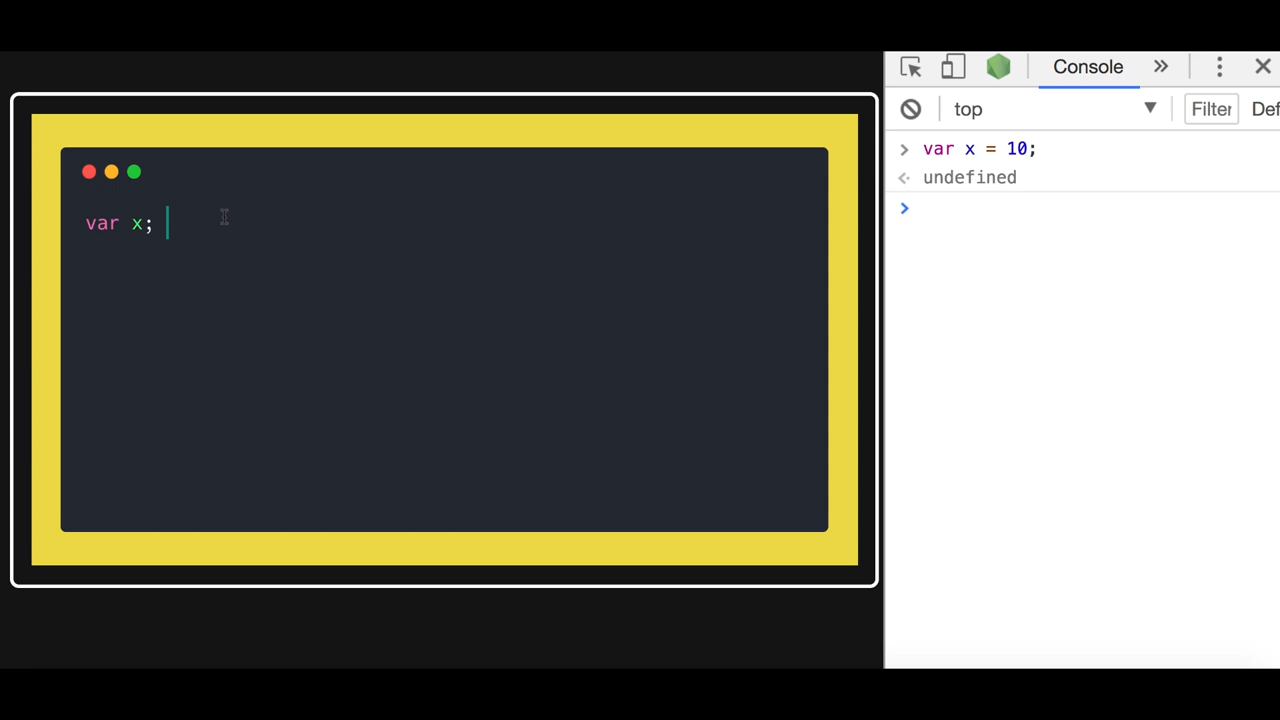 var x;
Console
top
Filter
Def
var x = 10;
undefined